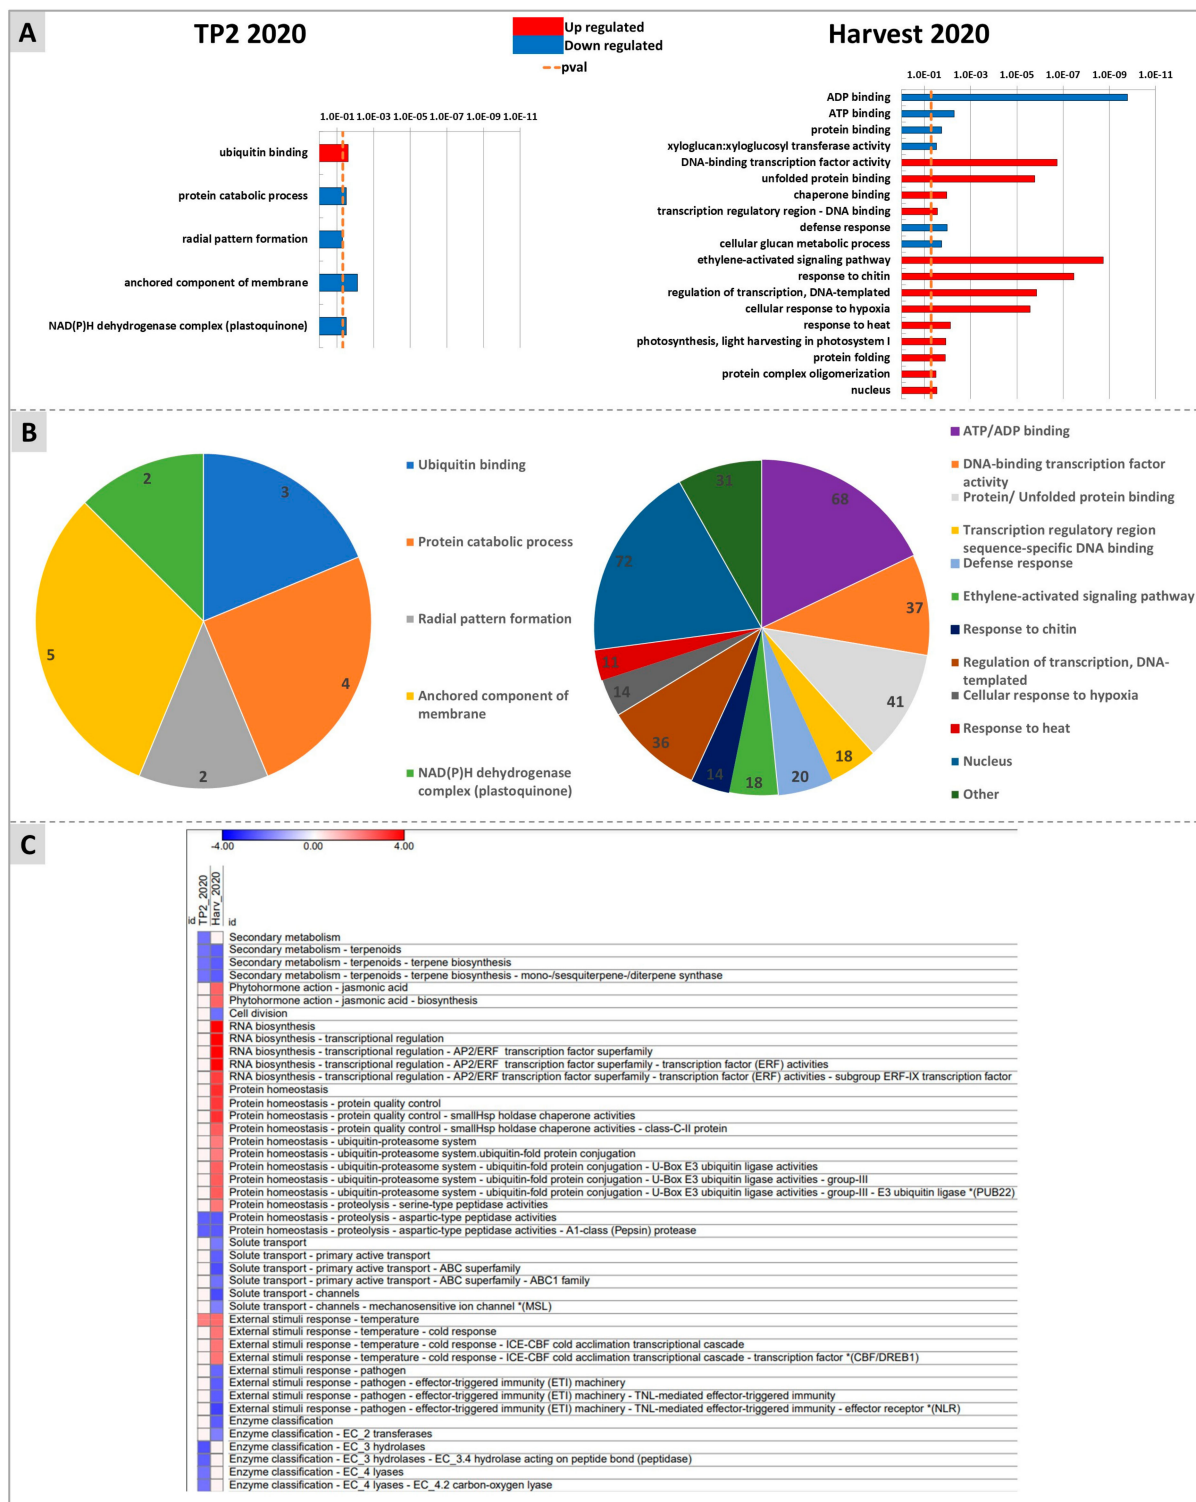 A
TP2 2020
Up regulated
Down regulated
pval
Harvest 2020
1.0E-01 1.0E-03 1.0E-05 1.0E-07 1.0E-09 1.0E-11
ubiquitin binding
protein catabolic process
radial pattern formation
anchored component of membrane
NAD(P)H dehydrogenase complex (plastoquinone)
1.0E-01 1.0E-03 1.0E-05 1.0E-07 1.0E-09 1.0E-11
ADP binding
ATP binding
protein binding
xyloglucan:xyloglucosyl transferase activity
DNA-binding transcription factor activity
unfolded protein binding
chaperone binding
transcription regulatory region - DNA binding
defense response
cellular glucan metabolic process
ethylene-activated signaling pathway
response to chitin
regulation of transcription, DNA-templated
cellular response to hypoxia
response to heat
photosynthesis, light harvesting in photosystem I
protein folding
protein complex oligomerization
nucleus
B
2
3
5
4
2
Ubiquitin binding
Protein catabolic process
Radial pattern formation
Anchored component of
membrane
NAD(P)H dehydrogenase
complex (plastoquinone)
31
68
72
37
11
14
41
36
14
18
20
18
ATP/ADP binding
DNA-binding transcription factor
activity
Protein/ Unfolded protein binding
Transcription regulatory region
sequence-specific DNA binding
Defense response
Ethylene-activated signaling pathway
Response to chitin
Regulation of transcription, DNA-
templated
Cellular response to hypoxia
Response to heat
Nucleus
Other
C
-4.00 0.00 4.00
id TP2_2020 Harv_2020 id
Secondary metabolism
Secondary metabolism - terpenoids
Secondary metabolism - terpenoids - terpene biosynthesis
Secondary metabolism - terpenoids - terpene biosynthesis - mono-/sesquiterpene-/diterpene synthase
Phytohormone action - jasmonic acid
Phytohormone action - jasmonic acid - biosynthesis
Cell division
RNA biosynthesis
RNA biosynthesis - transcriptional regulation
RNA biosynthesis - transcriptional regulation - AP2/ERF transcription factor superfamily
RNA biosynthesis - transcriptional regulation - AP2/ERF transcription factor superfamily - transcription factor (ERF) activities
RNA biosynthesis - transcriptional regulation - AP2/ERF transcription factor superfamily - transcription factor (ERF) activities - subgroup ERF-IX transcription factor
Protein homeostasis
Protein homeostasis - protein quality control
Protein homeostasis - protein quality control - smallHsp holdase chaperone activities
Protein homeostasis - protein quality control - smallHsp holdase chaperone activities - class-C-II protein
Protein homeostasis - ubiquitin-proteasome system
Protein homeostasis - ubiquitin-proteasome system.ubiquitin-fold protein conjugation
Protein homeostasis - ubiquitin-proteasome system - ubiquitin-fold protein conjugation - U-Box E3 ubiquitin ligase activities
Protein homeostasis - ubiquitin-proteasome system - ubiquitin-fold protein conjugation - U-Box E3 ubiquitin ligase activities - group-III
Protein homeostasis - ubiquitin-proteasome system - ubiquitin-fold protein conjugation - U-Box E3 ubiquitin ligase activities - group-III - E3 ubiquitin ligase *(PUB22)
Protein homeostasis - proteolysis - serine-type peptidase activities
Protein homeostasis - proteolysis - aspartic-type peptidase activities
Protein homeostasis - proteolysis - aspartic-type peptidase activities - A1-class (Pepsin) protease
Solute transport
Solute transport - primary active transport
Solute transport - primary active transport - ABC superfamily
Solute transport - primary active transport - ABC superfamily - ABC1 family
Solute transport - channels
Solute transport - channels - mechanosensitive ion channel *(MSL)
External stimuli response - temperature
External stimuli response - temperature - cold response
External stimuli response - temperature - cold response - ICE-CBF cold acclimation transcriptional cascade
External stimuli response - temperature - cold response - ICE-CBF cold acclimation transcriptional cascade - transcription factor *(CBF/DREB1)
External stimuli response - pathogen
External stimuli response - pathogen - effector-triggered immunity (ETI) machinery
External stimuli response - pathogen - effector-triggered immunity (ETI) machinery - TNL-mediated effector-triggered immunity
External stimuli response - pathogen - effector-triggered immunity (ETI) machinery - TNL-mediated effector-triggered immunity - effector receptor *(NLR)
Enzyme classification
Enzyme classification - EC_2 transferases
Enzyme classification - EC_3 hydrolases
Enzyme classification - EC_3 hydrolases - EC_3.4 hydrolase acting on peptide bond (peptidase)
Enzyme classification - EC_4 lyases
Enzyme classification - EC_4 lyases - EC_4.2 carbon-oxygen lyase